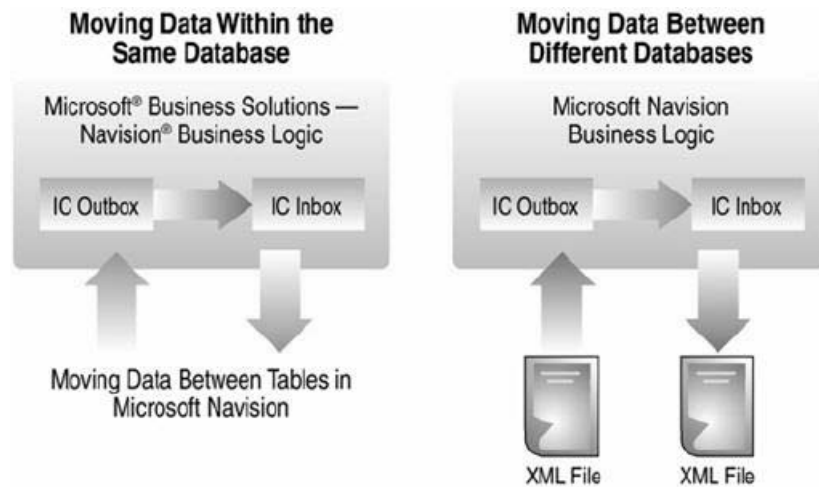 Moving Data Within the
Same Database
Microsoft® Business Solutions —
Navision® Business Logic
IC Outbox
IC Inbox
Moving Data Between Tables in
Microsoft Navision
Moving Data Between
Different Databases
Microsoft Navision
Business Logic
IC Outbox
IC Inbox
XML File
XML File